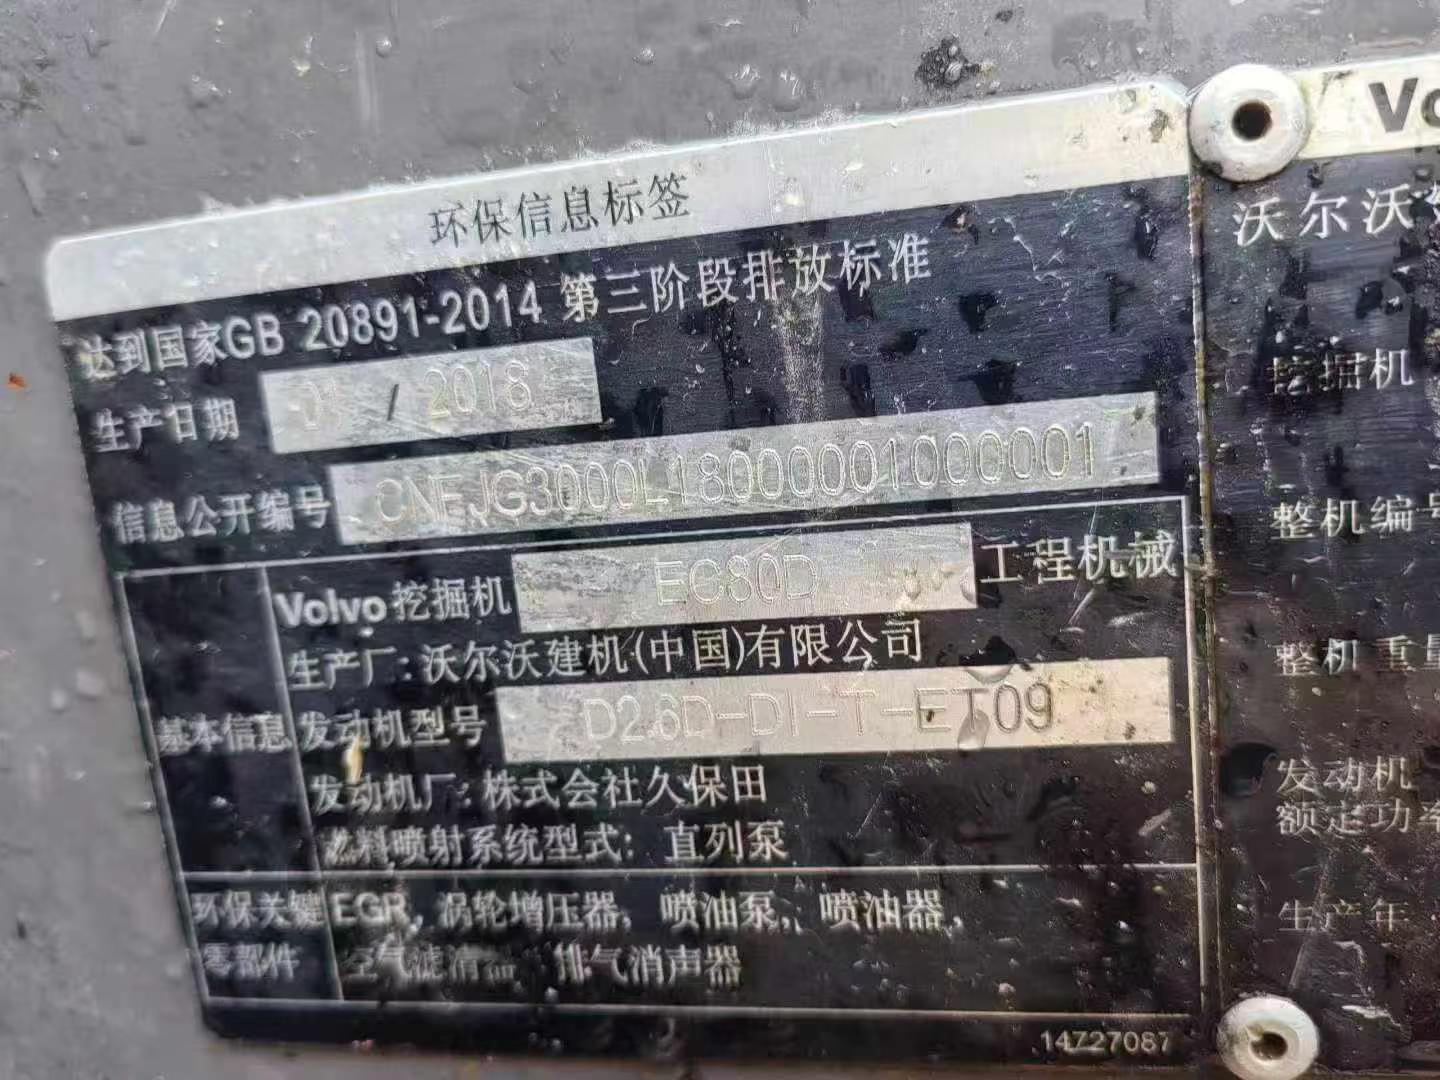 环保信息标签
达到国家GB 20891-2014 第三阶段排放标准
生产日期 01 / 2018
信息公开编号 CNFJG3000L18000001000001
Volvo 挖掘机 EC80D 工程机械
生产厂:沃尔沃建机(中国)有限公司
基本信息 发动机型号 D2.6D-DI-T-ET09
发动机厂:株式会社久保田
燃料喷射系统型式: 直列泵
环保关键 EGR, 涡轮增压器, 喷油泵, 喷油器,
零部件 空气滤清器 排气消声器
14727087
Vo
沃尔沃
挖掘机
整机编号
整机重量
发动机
额定功率
生产年